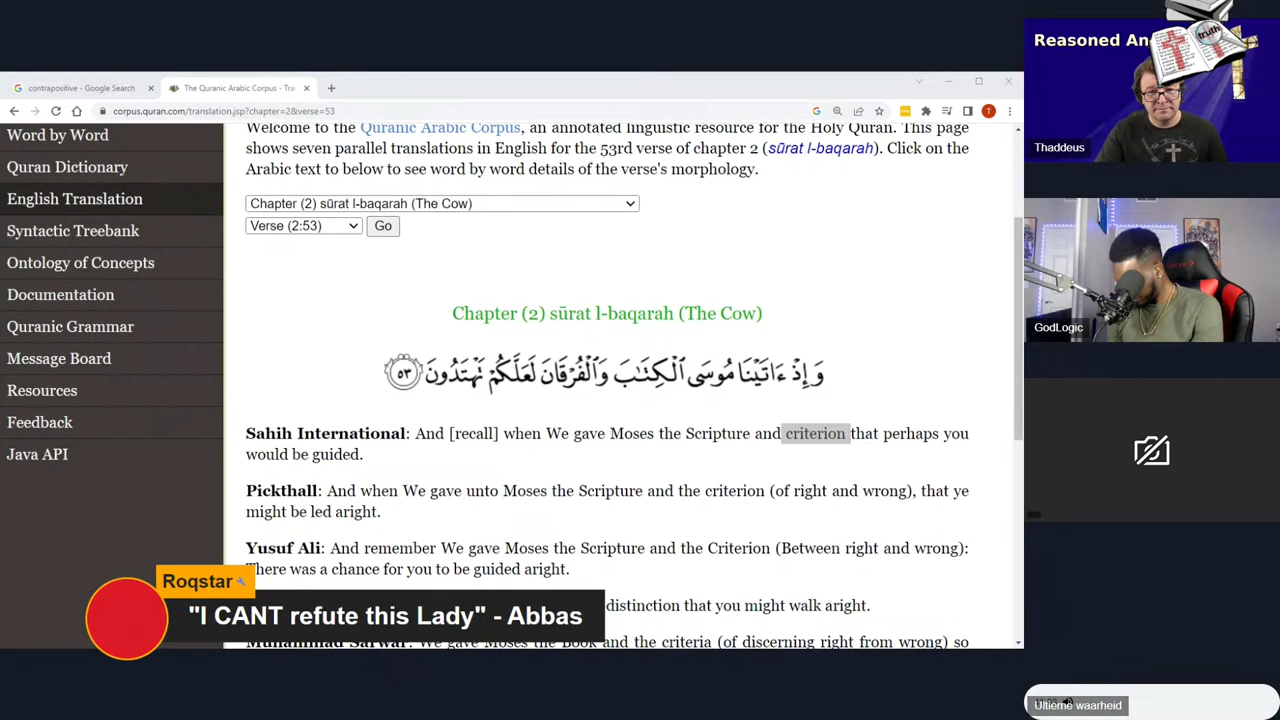 contrapositive - Google Search
The Quranic Arabic Corpus - Tra
corpus.quran.com/translation.jsp?chapter=2&verse=53
T
Word by Word
Quran Dictionary
English Translation
Syntactic Treebank
Ontology of Concepts
Documentation
Quranic Grammar
Message Board
Resources
Feedback
Java API
Welcome to the Quranic Arabic Corpus, an annotated linguistic resource for the Holy Quran. This page
shows seven parallel translations in English for the 53rd verse of chapter 2 (sūrat l-baqarah). Click on the
Arabic text to below to see word by word details of the verse's morphology.
Chapter (2) sūrat l-baqarah (The Cow)
Verse (2:53)
Go
Chapter (2) sūrat l-baqarah (The Cow)
وَإِذْ ءَاتَيْنَا مُوسَى ٱلْكِتَٰبَ وَٱلْفُرْقَانَ لَعَلَّكُمْ تَهْتَدُونَ ٥٣
Sahih International: And [recall] when We gave Moses the Scripture and criterion that perhaps you
would be guided.
Pickthall: And when We gave unto Moses the Scripture and the criterion (of right and wrong), that ye
might be led aright.
Yusuf Ali: And remember We gave Moses the Scripture and the Criterion (Between right and wrong):
There was a chance for you to be guided aright.
distinction that you might walk aright.
Muhammad Sarwar: We gave Moses the Book and the criteria (of discerning right from wrong) so
Roqstar
"I CANT refute this Lady" - Abbas
Reasoned An
truth
Thaddeus
GodLogic
Ultieme waarheid